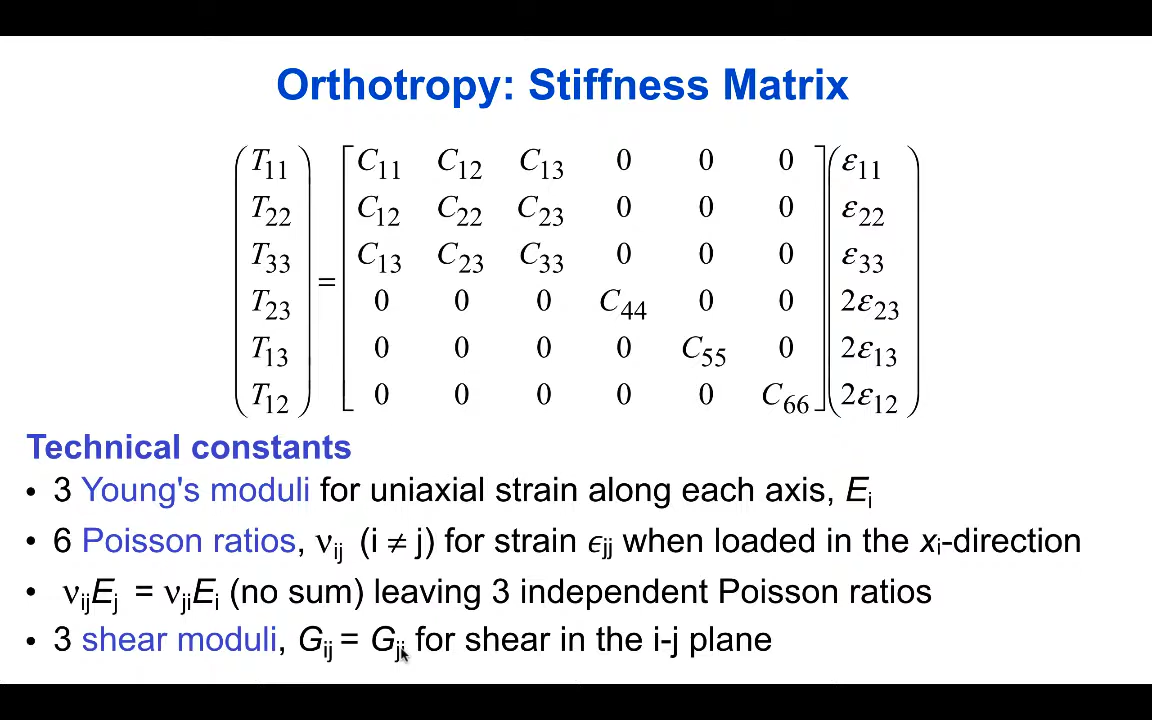 Orthotropy: Stiffness Matrix
T11 C11 C12 C13 0 0 0 ε11
T22 C12 C22 C23 0 0 0 ε22
T33 C13 C23 C33 0 0 0 ε33
=
T23 0 0 0 C44 0 0 2ε23
T13 0 0 0 0 C55 0 2ε13
T12 0 0 0 0 0 C66 2ε12
Technical constants
• 3 Young's moduli for uniaxial strain along each axis, Ei
• 6 Poisson ratios, νij (i ≠ j) for strain ϵjj when loaded in the xi-direction
• νijEj = νjiEi (no sum) leaving 3 independent Poisson ratios
• 3 shear moduli, Gij = Gji for shear in the i-j plane